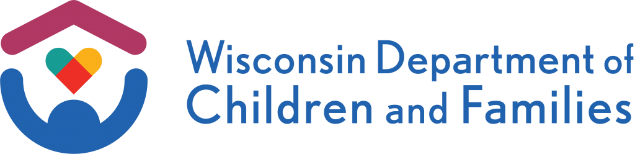 Wisconsin Department of
Children and Families